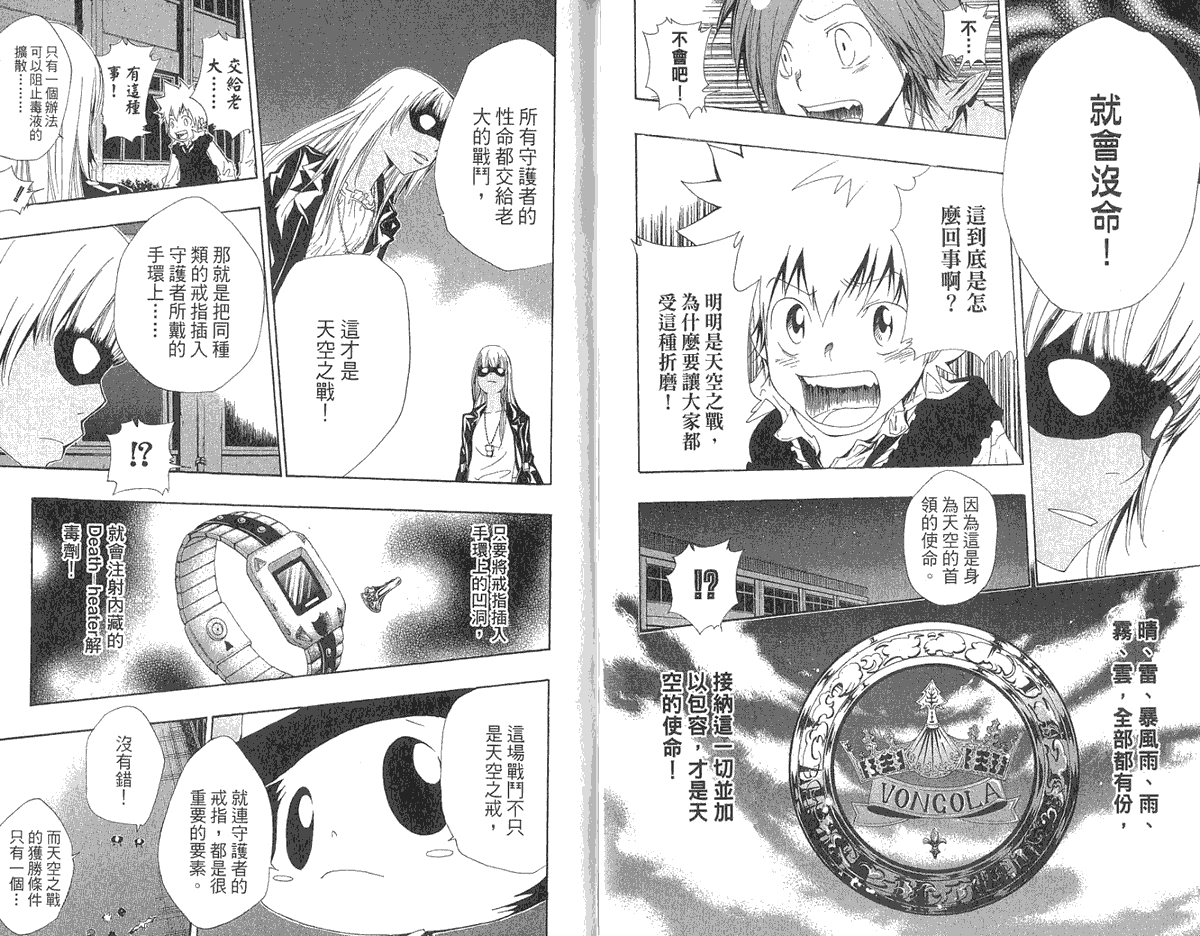 就會沒命！
不…
不會吧！
這到底是怎
麼回事啊？
明明是天空之戰，
為什麼要讓大家都
受這種折磨！
因為這是身
為天空的首
領的使命。
!?
晴、雷、暴風雨、雨、
霧、雲，全部都有份，
接納這一切並加
以包容，才是天
空的使命！
VONGOLA
所有守護者的
性命都交給老
大的戰鬥，
這才是
天空之戰！
交給老
大……
有這種
事！
只有一個辦法
可以阻止毒液的
擴散……
!!
那就是把同種
類的戒指插入
守護者所戴的
手環上……
!?
只要將戒指插入
手環上的凹洞，
就會注射內藏的
Death-heater解
毒劑！
這場戰鬥不只
是天空之戒，
就連守護者的
戒指，都是很
重要的要素。
沒有錯！
而天空之戰
的獲勝條件
只有一個…